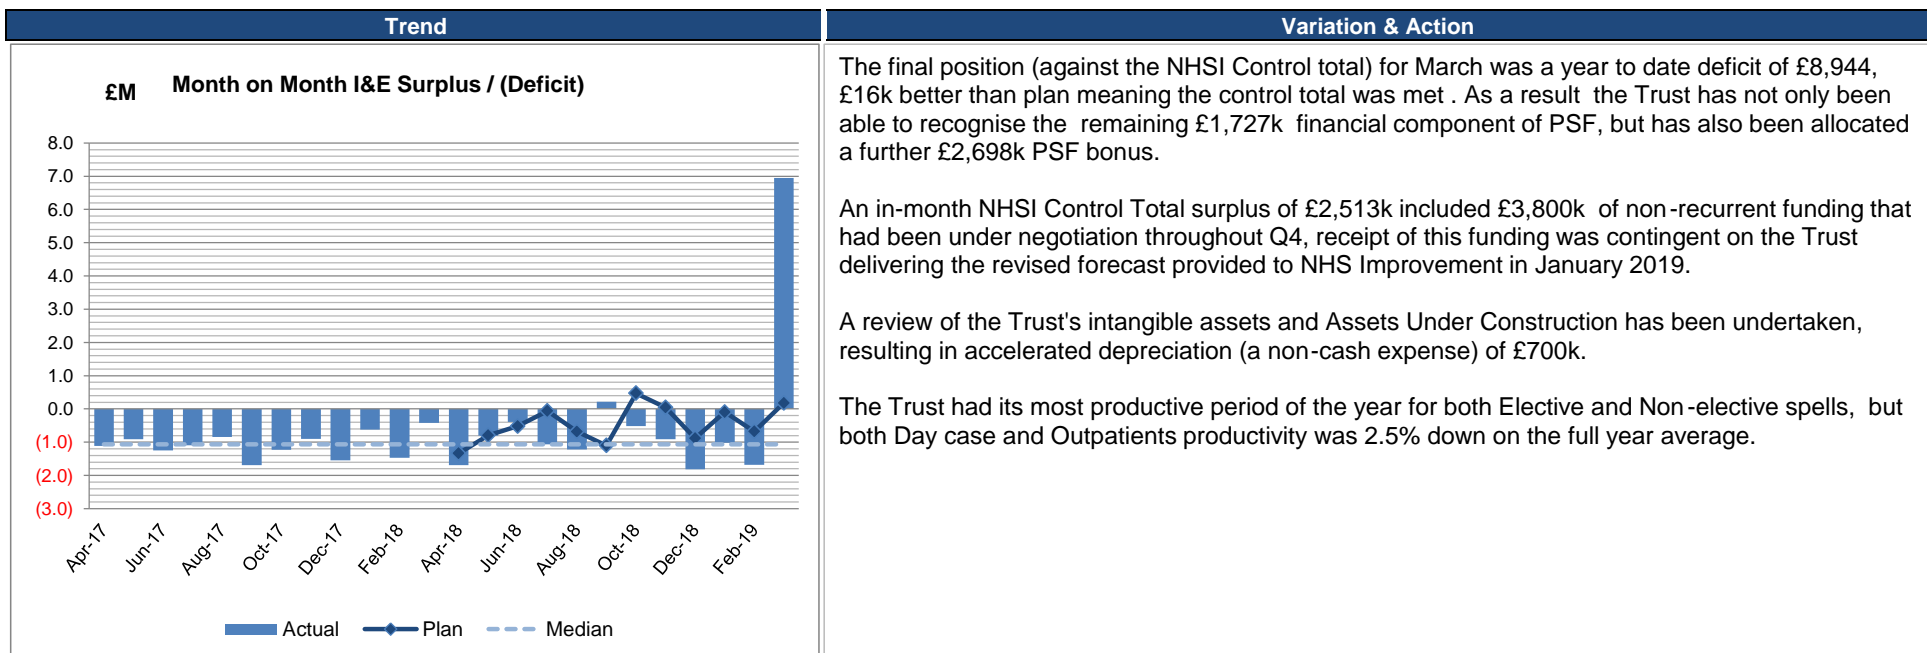 Trend
Variation & Action
£M
Month on Month I&E Surplus / (Deficit)
8.0
7.0
6.0
5.0
4.0
3.0
2.0
1.0
0.0
(1.0)
(2.0)
(3.0)
Apr-17
Jun-17
Aug-17
Oct-17
Dec-17
Feb-18
Apr-18
Jun-18
Aug-18
Oct-18
Dec-18
Feb-19
Actual
Plan
Median
The final position (against the NHSI Control total) for March was a year to date deficit of £8,944,
£16k better than plan meaning the control total was met . As a result the Trust has not only been
able to recognise the remaining £1,727k financial component of PSF, but has also been allocated
a further £2,698k PSF bonus.
An in-month NHSI Control Total surplus of £2,513k included £3,800k of non-recurrent funding that
had been under negotiation throughout Q4, receipt of this funding was contingent on the Trust
delivering the revised forecast provided to NHS Improvement in January 2019.
A review of the Trust's intangible assets and Assets Under Construction has been undertaken,
resulting in accelerated depreciation (a non-cash expense) of £700k.
The Trust had its most productive period of the year for both Elective and Non-elective spells, but
both Day case and Outpatients productivity was 2.5% down on the full year average.